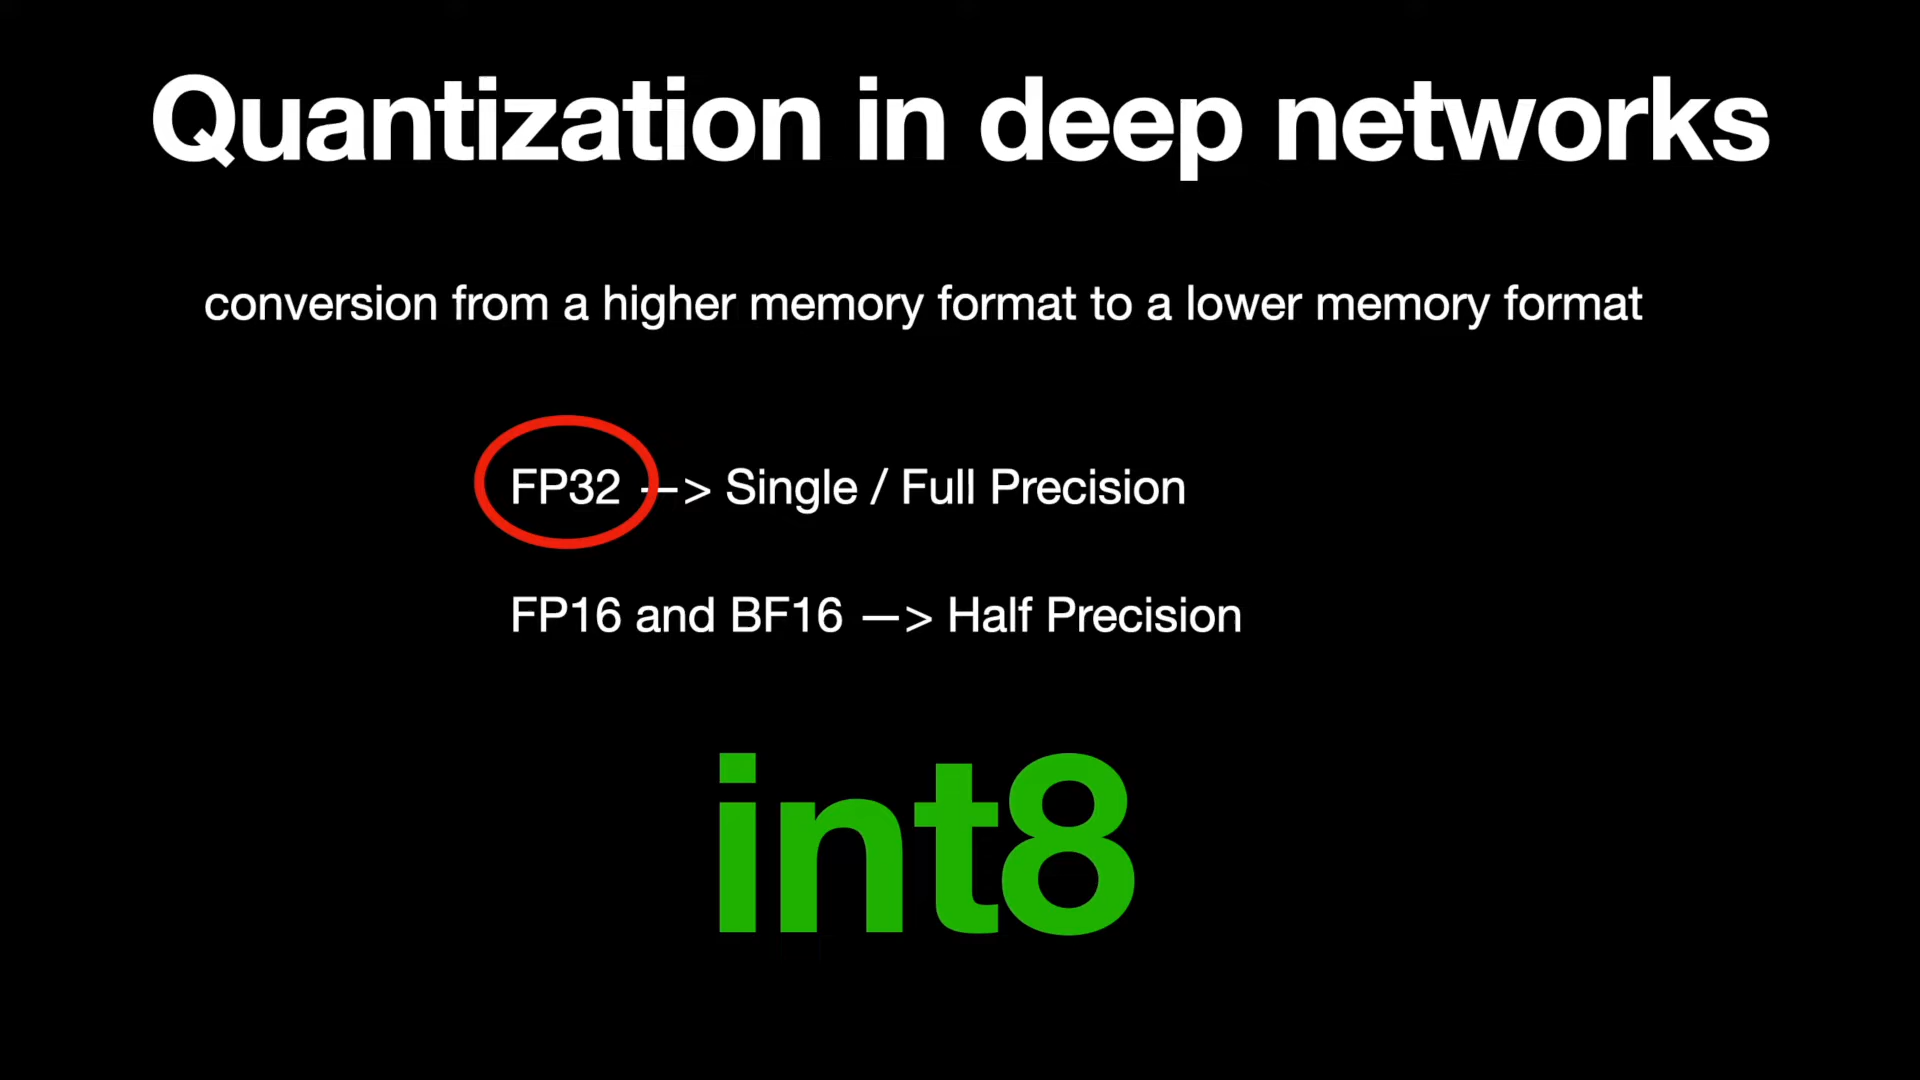 Quantization in deep networks
conversion from a higher memory format to a lower memory format
FP32 —> Single / Full Precision
FP16 and BF16 —> Half Precision
int8